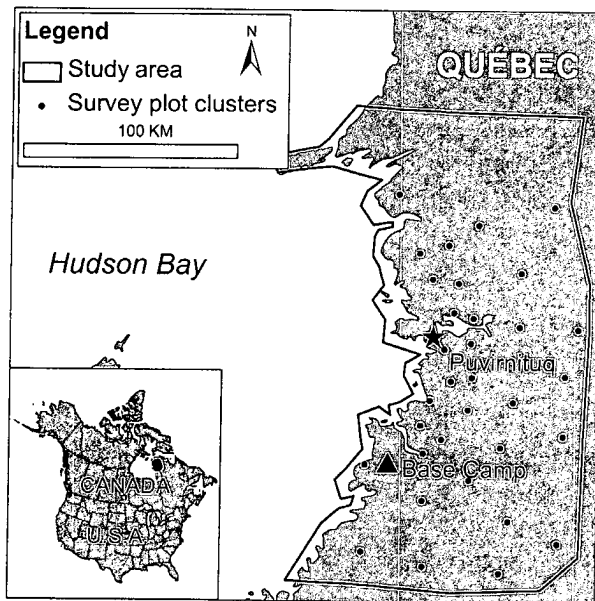 Legend
N
Study area
Survey plot clusters
100 KM
QUÉBEC
Hudson Bay
Puvirnituq
Base Camp
CANADA
U.S.A.